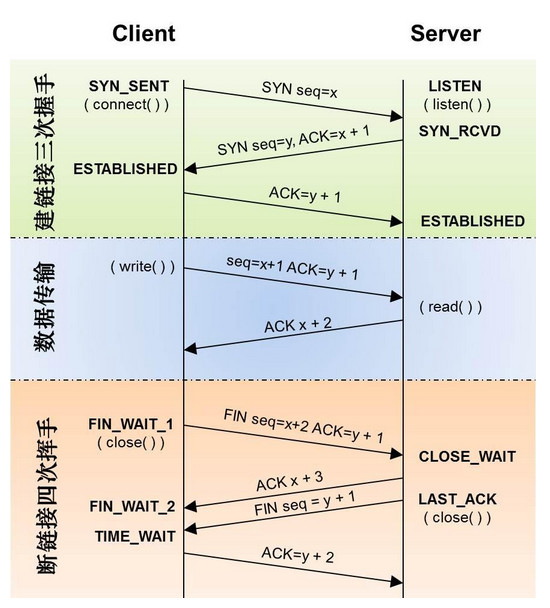 Client
Server
建链接三次握手
SYN_SENT
( connect( ) )
SYN seq=x
LISTEN
( listen( ) )
SYN_RCVD
SYN seq=y, ACK=x + 1
ESTABLISHED
ACK=y + 1
ESTABLISHED
数据传输
( write( ) )
seq=x+1 ACK=y + 1
( read( ) )
ACK x + 2
断链接四次挥手
FIN_WAIT_1
( close( ) )
FIN seq=x+2 ACK=y + 1
CLOSE_WAIT
ACK x + 3
FIN_WAIT_2
FIN seq = y + 1
LAST_ACK
( close( ) )
TIME_WAIT
ACK=y + 2